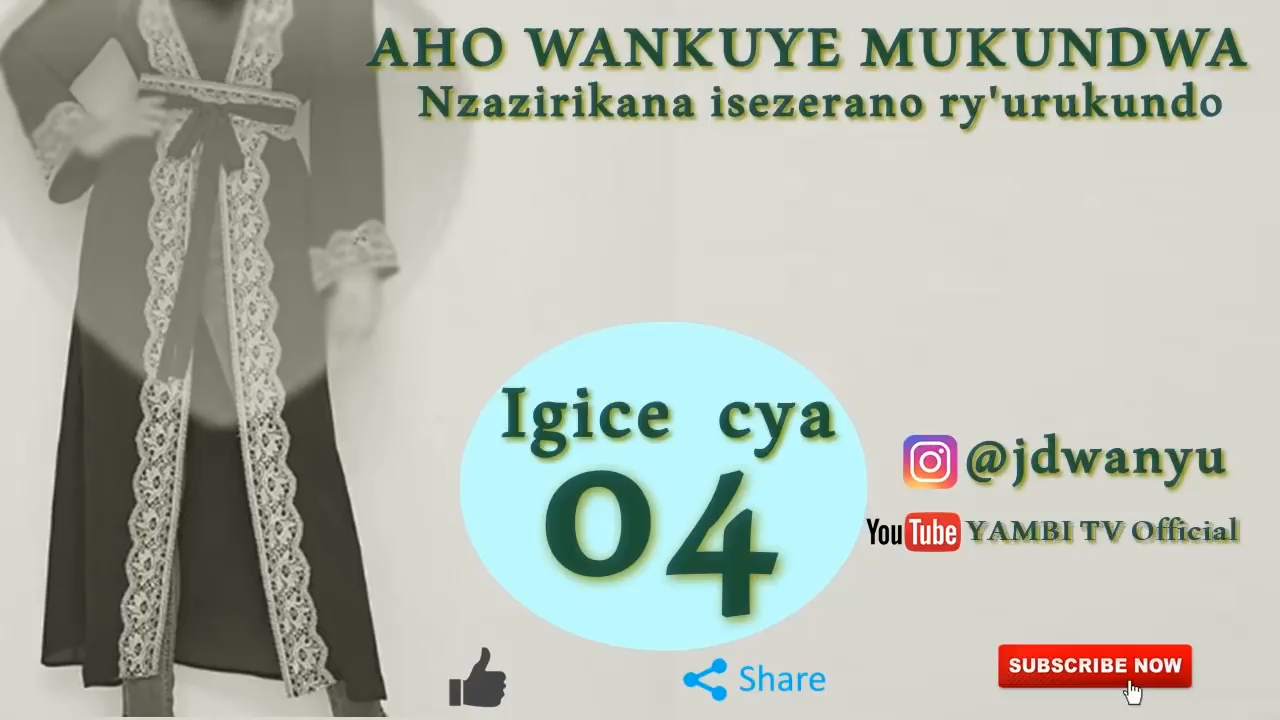 AHO WANKUYE MUKUNDWA
Nzazirikana isezerano ry'urukundo
Igice cya
04
@jdwanyu
YouTube YAMBI TV Official
Share
SUBSCRIBE NOW